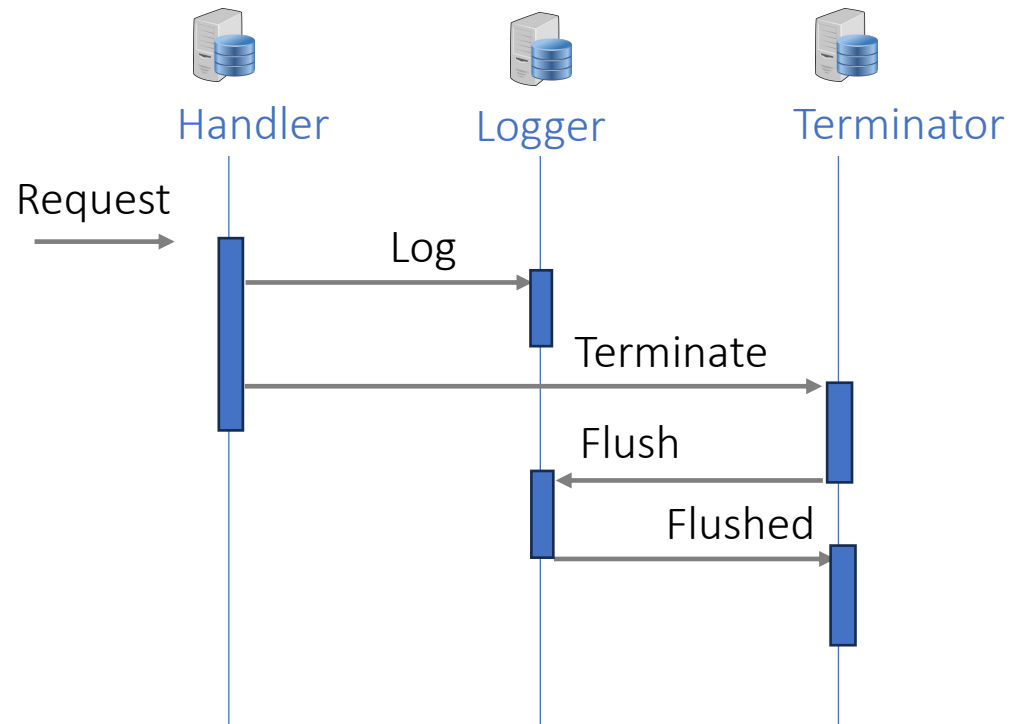 Handler
Logger
Terminator
Request
Log
Terminate
Flush
Flushed